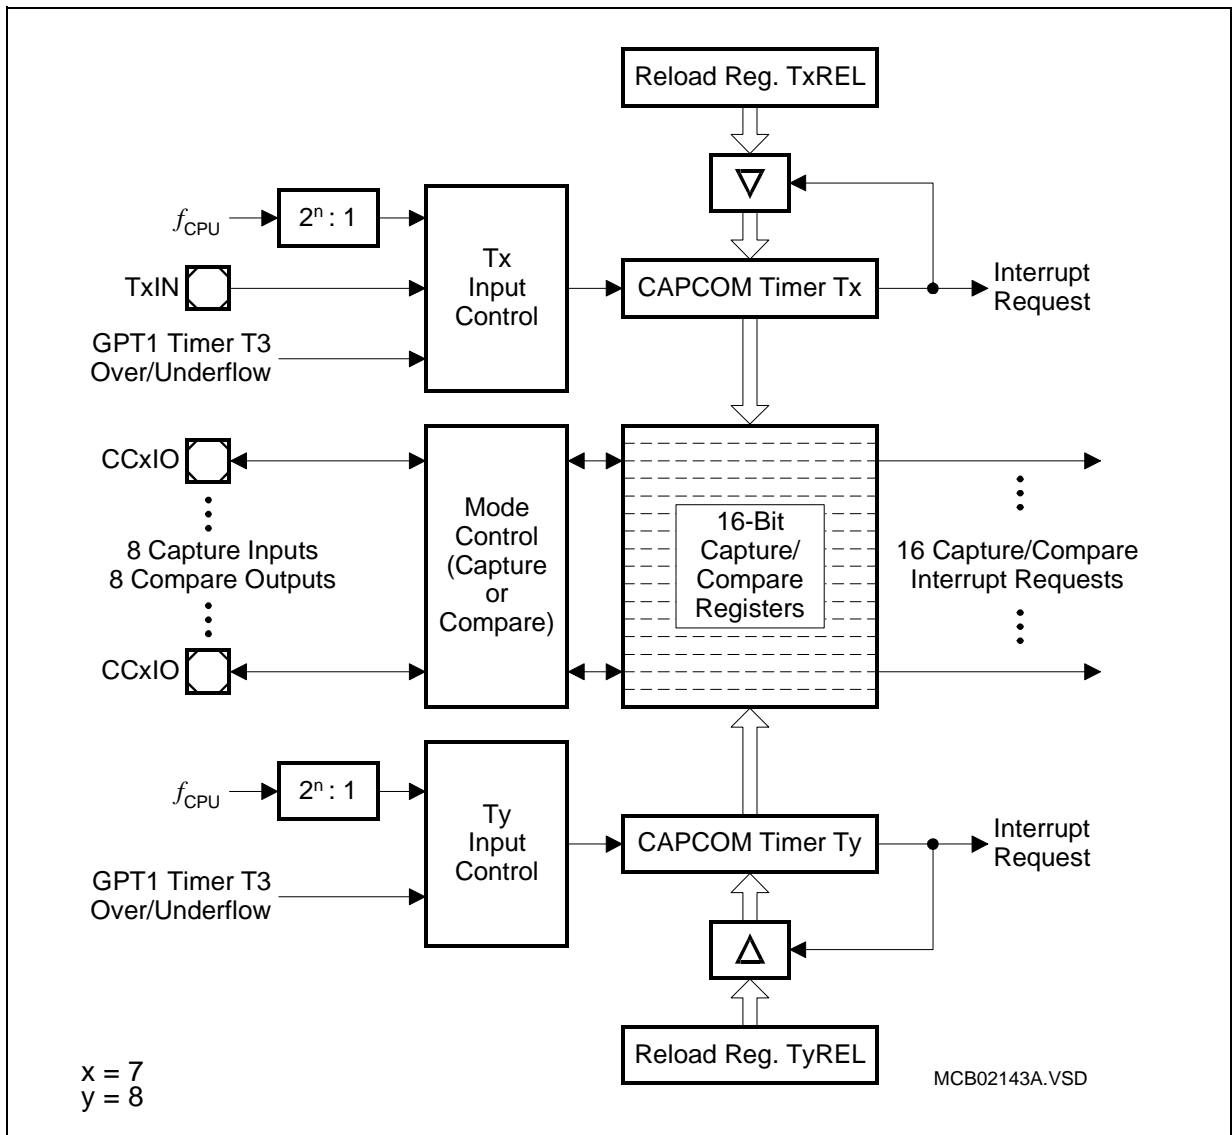 Reload Reg. TxREL
fCPU
2ⁿ : 1
TxIN
GPT1 Timer T3
Over/Underflow
Tx
Input
Control
CAPCOM Timer Tx
Interrupt
Request
CCxIO
8 Capture Inputs
8 Compare Outputs
CCxIO
Mode
Control
(Capture
or
Compare)
16-Bit
Capture/
Compare
Registers
16 Capture/Compare
Interrupt Requests
fCPU
2ⁿ : 1
GPT1 Timer T3
Over/Underflow
Ty
Input
Control
CAPCOM Timer Ty
Interrupt
Request
Reload Reg. TyREL
x = 7
y = 8
MCB02143A.VSD